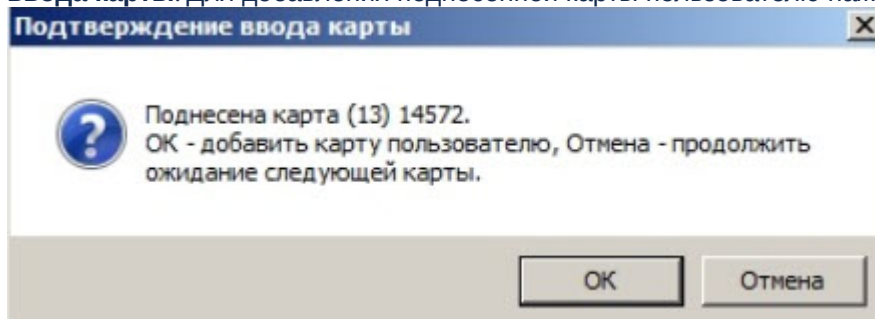 Подтверждение ввода карты
Поднесена карта (13) 14572.
ОК - добавить карту пользователю, Отмена - продолжить
ожидание следующей карты.
ОК
Отмена